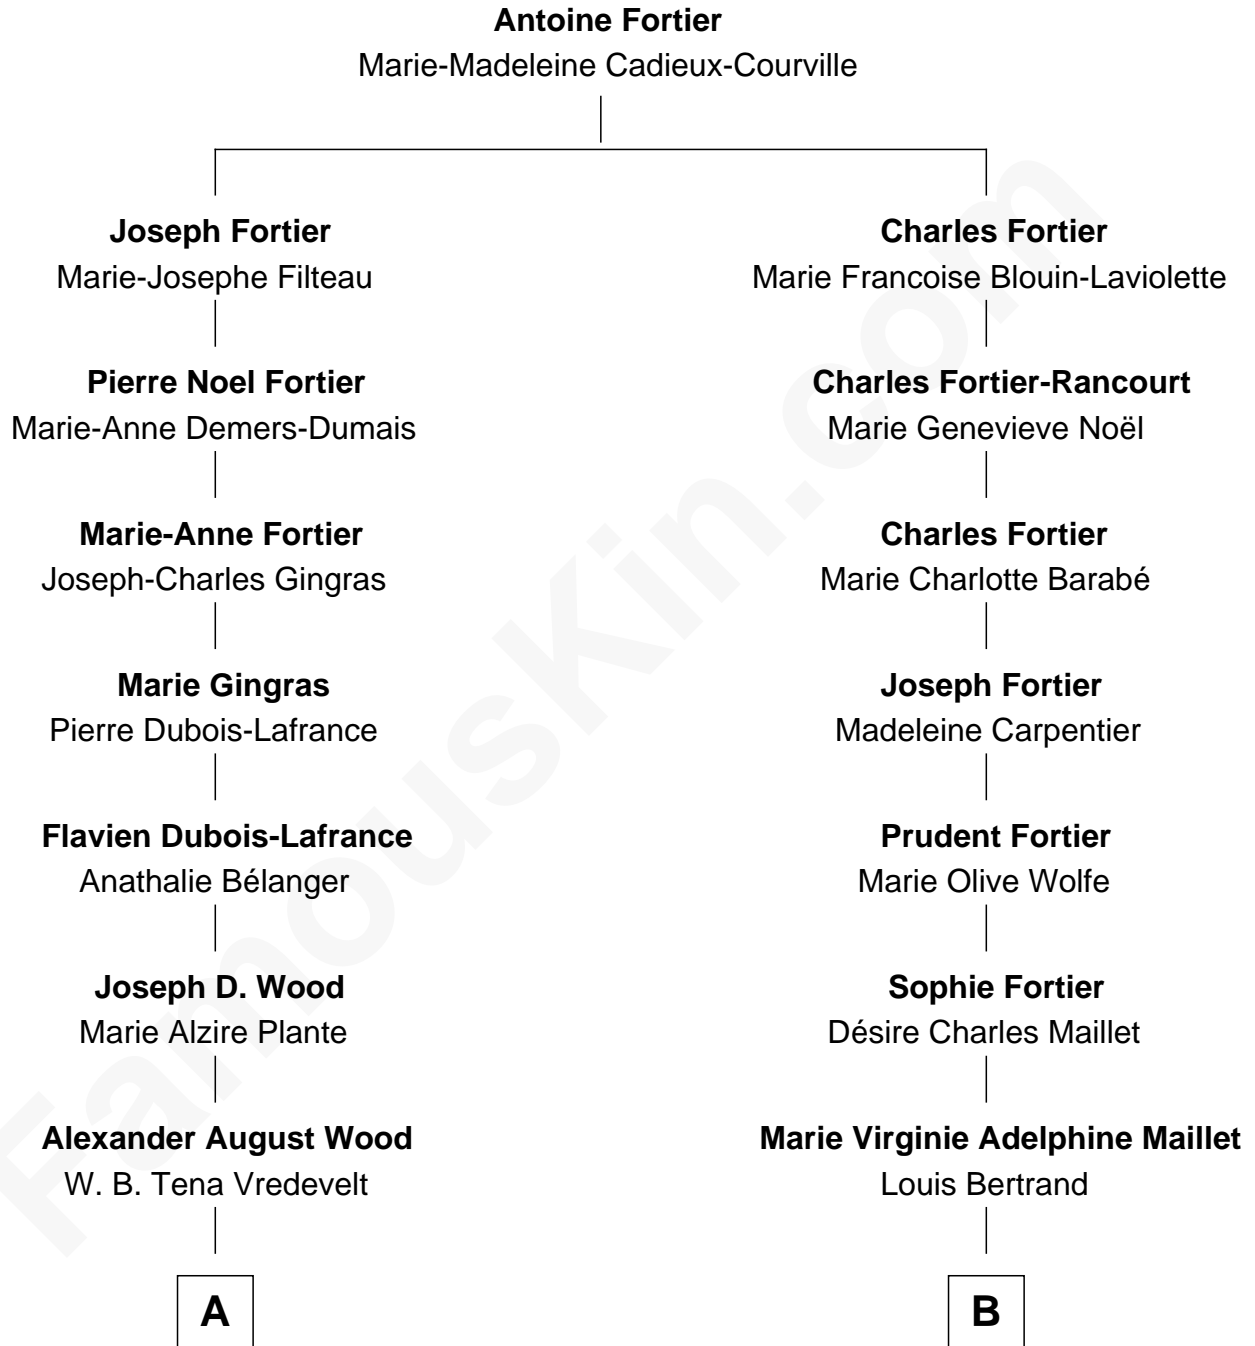 Antoine Fortier
Marie-Madeleine Cadieux-Courville
Joseph Fortier
Marie-Josephe Filteau
Charles Fortier
Marie Francoise Blouin-Laviolette
Pierre Noel Fortier
Marie-Anne Demers-Dumais
Charles Fortier-Rancourt
Marie Genevieve Noël
Marie-Anne Fortier
Joseph-Charles Gingras
Charles Fortier
Marie Charlotte Barabé
Marie Gingras
Pierre Dubois-Lafrance
Joseph Fortier
Madeleine Carpentier
Flavien Dubois-Lafrance
Anathalie Bélanger
Prudent Fortier
Marie Olive Wolfe
Joseph D. Wood
Marie Alzire Plante
Sophie Fortier
Désire Charles Maillet
Alexander August Wood
W. B. Tena Vredevelt
Marie Virginie Adelphine Maillet
Louis Bertrand
A
B
FamousKin.com